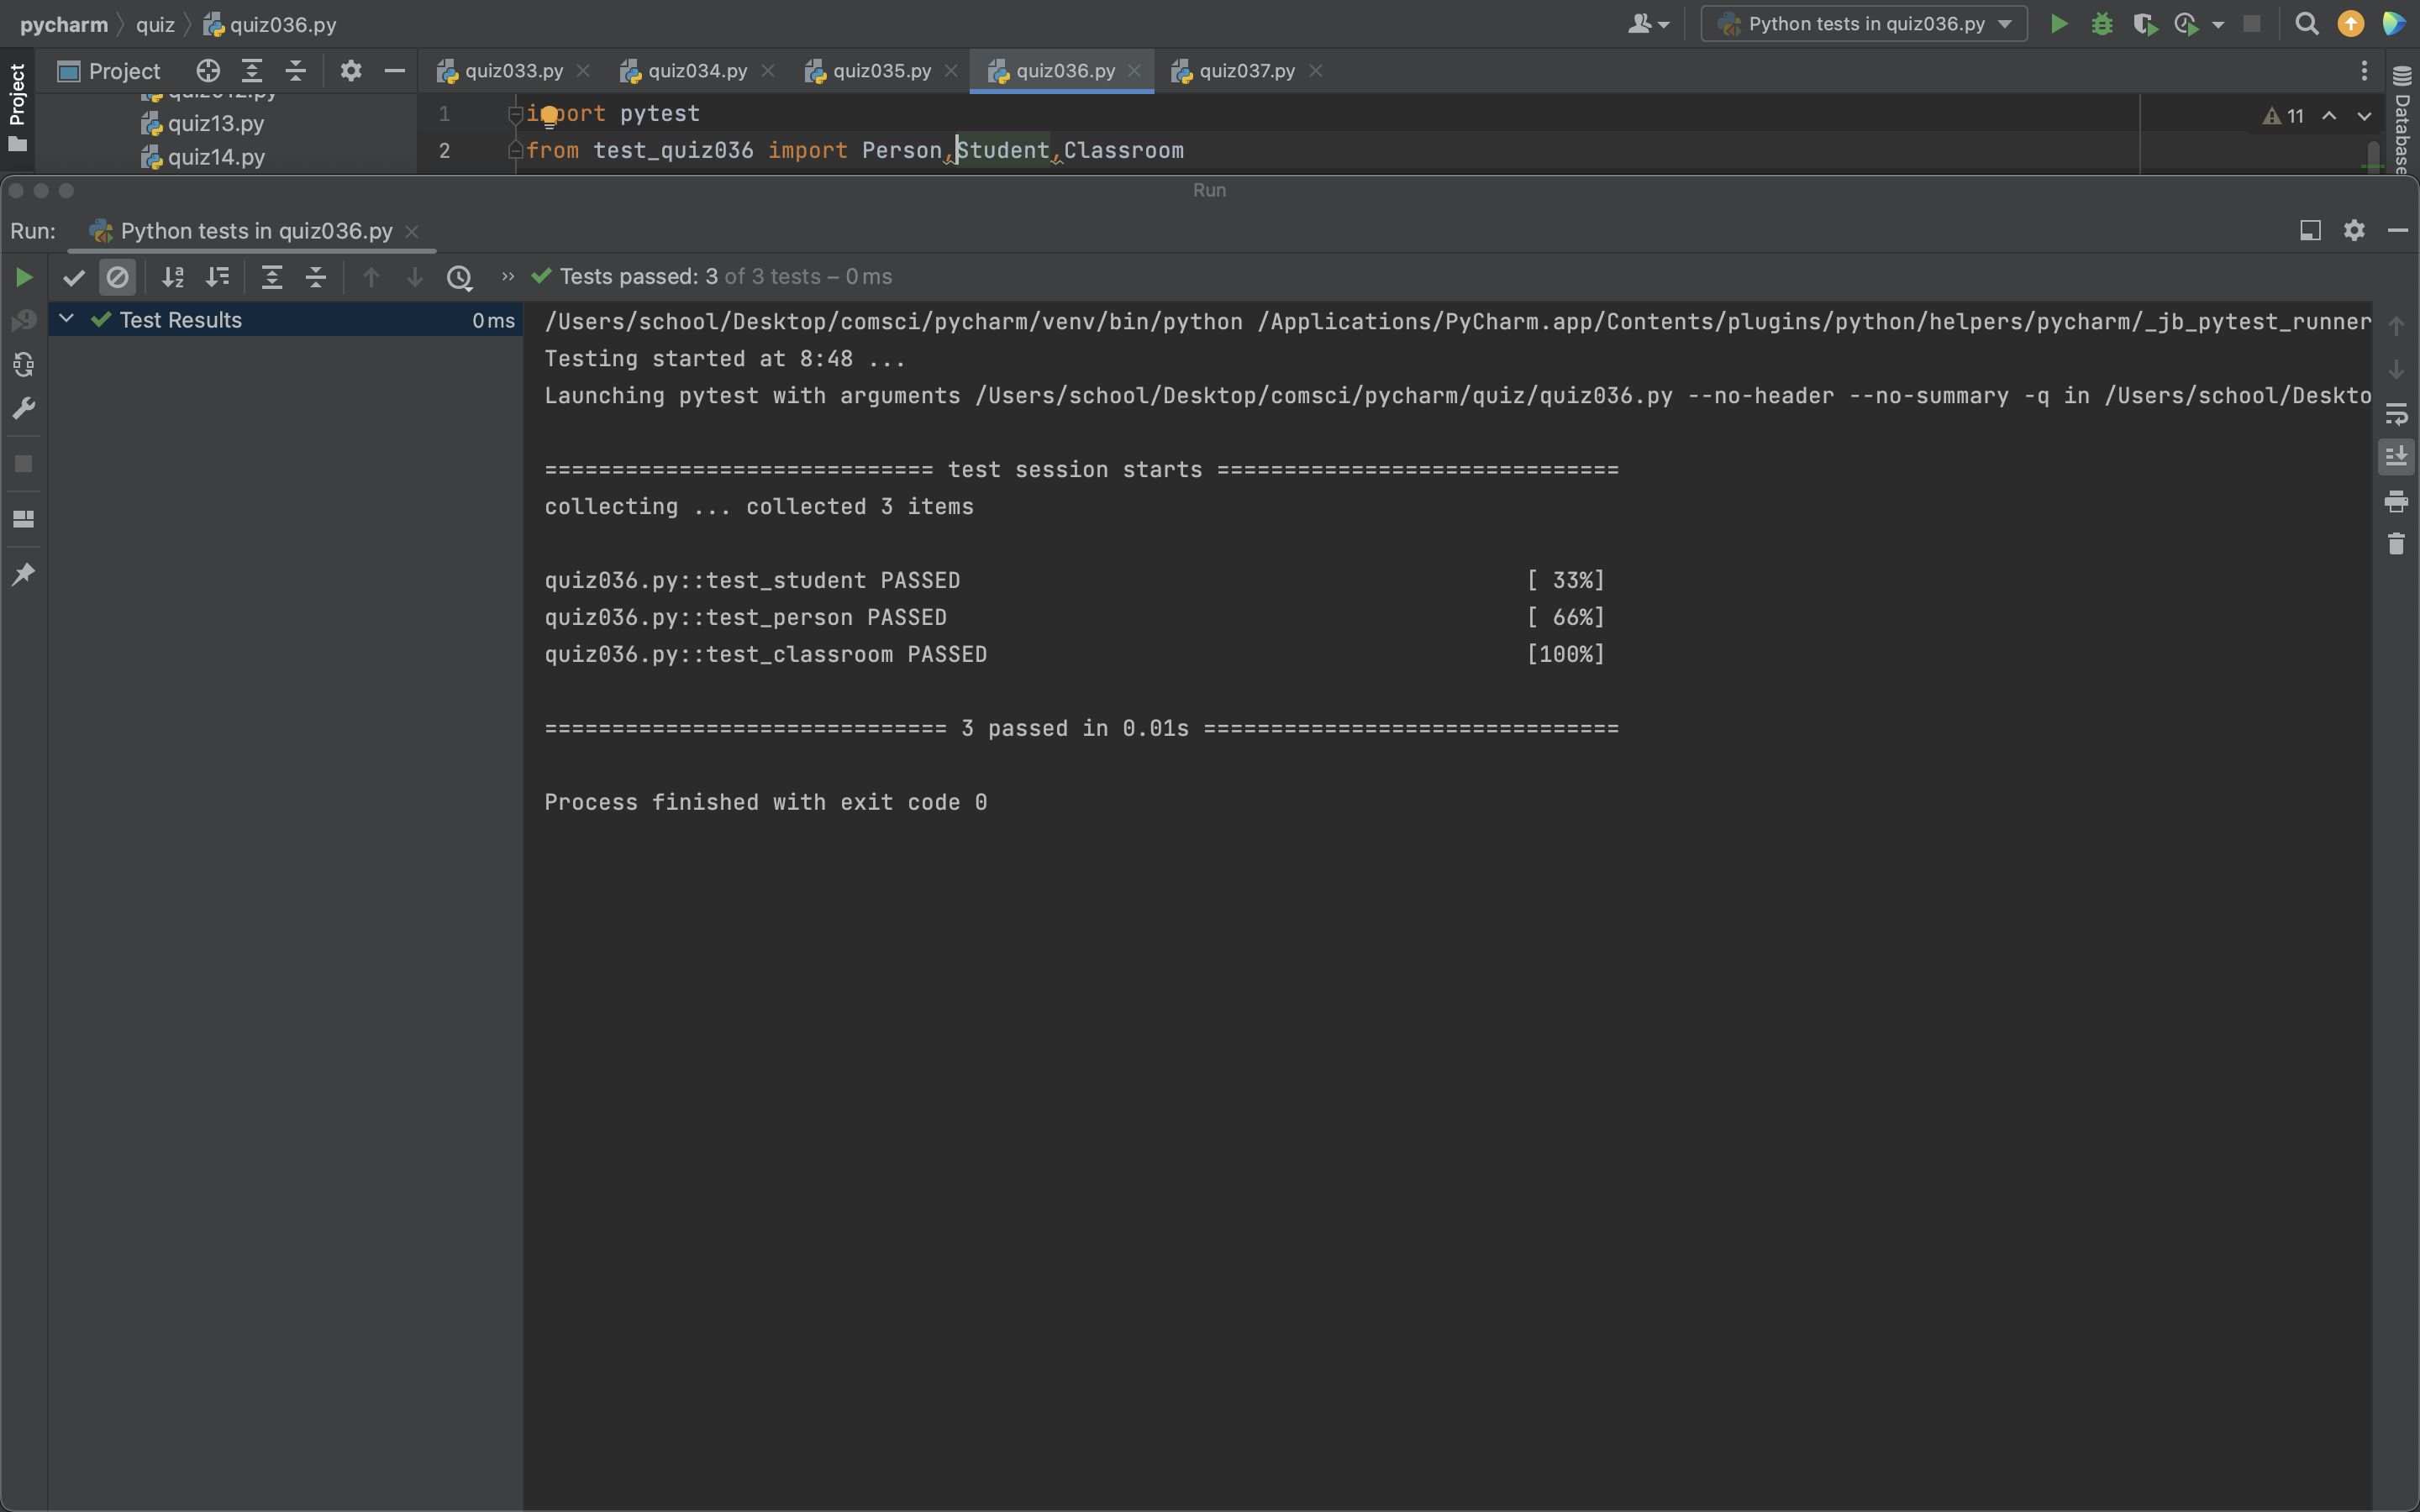 pycharm quiz quiz036.py Python tests in quiz036.py
Project Project quiz033.py quiz034.py quiz035.py quiz036.py quiz037.py
quiz13.py 1 import pytest 11
quiz14.py 2 from test_quiz036 import Person,Student,Classroom
Database
Run
Run: Python tests in quiz036.py
Tests passed: 3 of 3 tests – 0 ms
Test Results 0 ms
/Users/school/Desktop/comsci/pycharm/venv/bin/python /Applications/PyCharm.app/Contents/plugins/python/helpers/pycharm/_jb_pytest_runner
Testing started at 8:48 ...
Launching pytest with arguments /Users/school/Desktop/comsci/pycharm/quiz/quiz036.py --no-header --no-summary -q in /Users/school/Deskto
============================= test session starts ==============================
collecting ... collected 3 items
quiz036.py::test_student PASSED [ 33%]
quiz036.py::test_person PASSED [ 66%]
quiz036.py::test_classroom PASSED [100%]
============================== 3 passed in 0.01s ===============================
Process finished with exit code 0